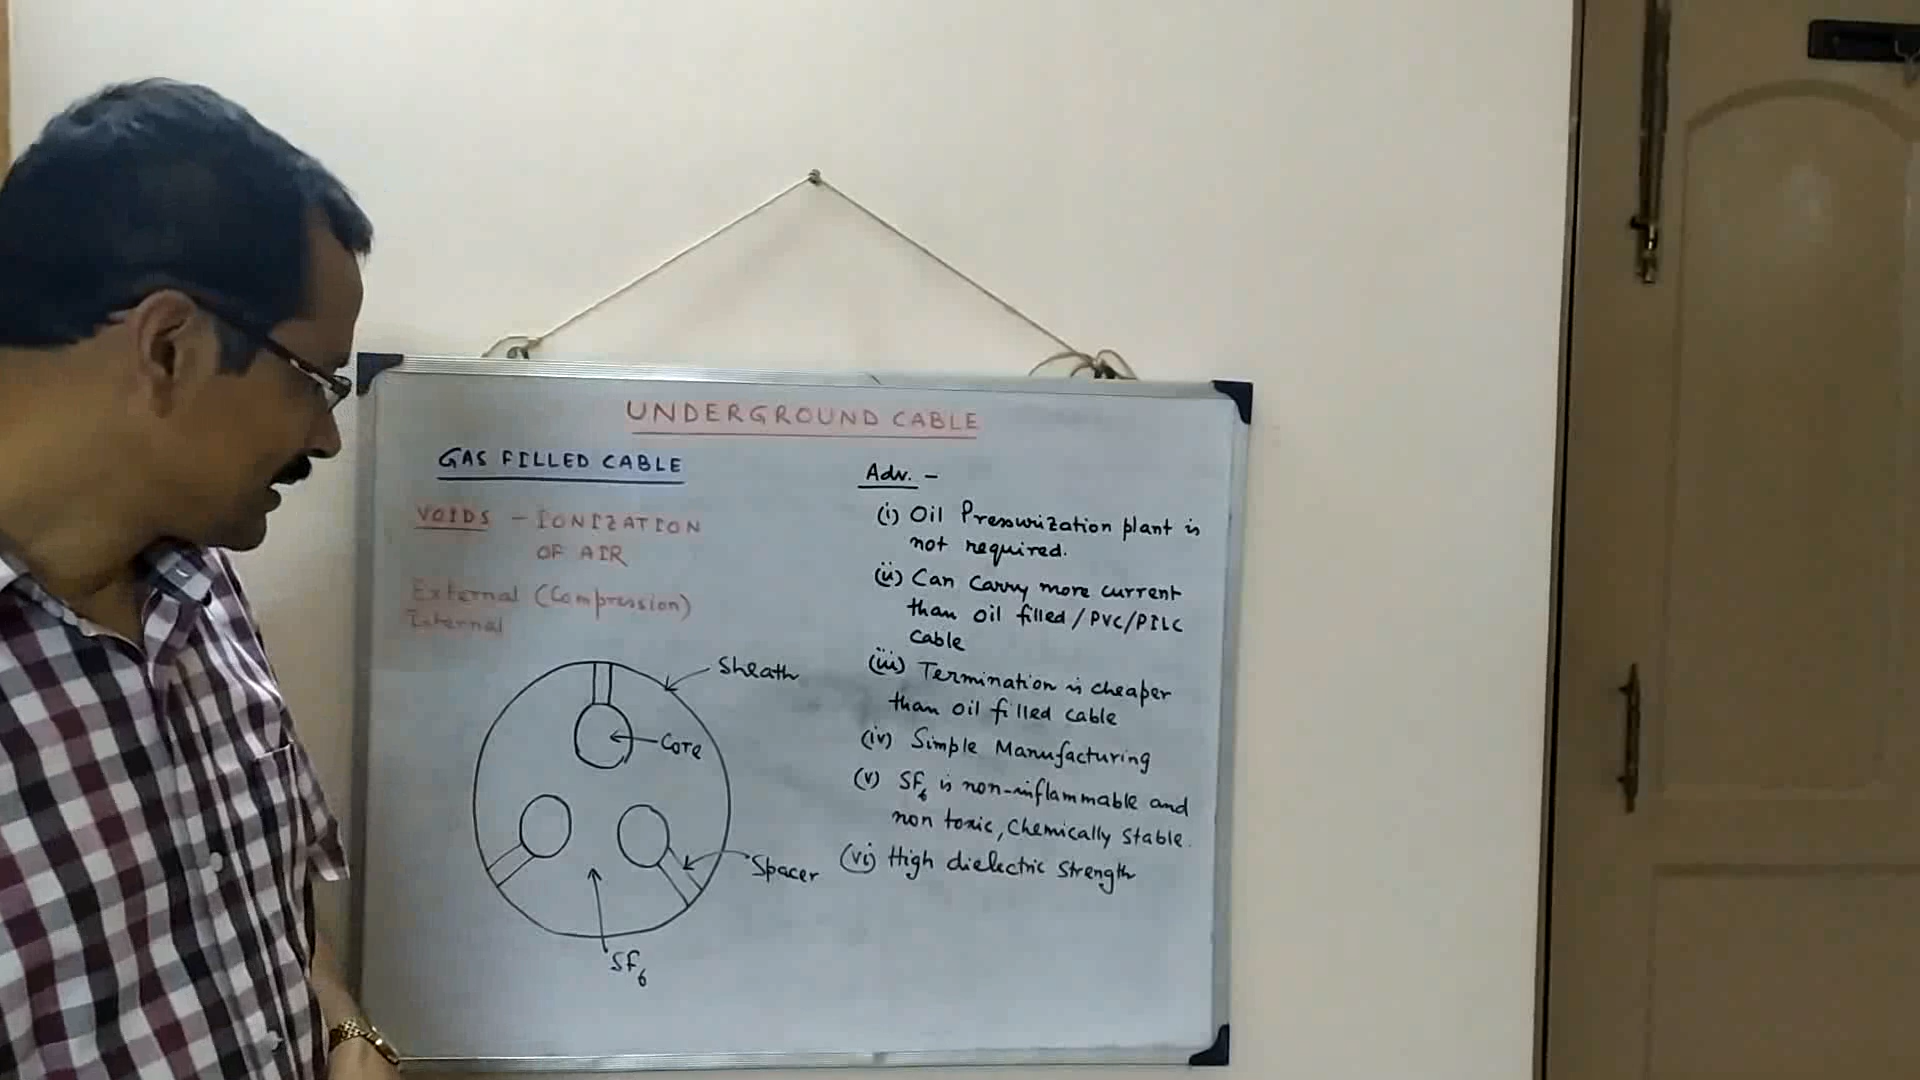 UNDERGROUND CABLE
GAS FILLED CABLE
VOIDS - IONIZATION
OF AIR
External (Compression)
Internal
Sheath
Core
Spacer
SF₆
Adv. -
(i) Oil Pressurization plant is
not required.
(ii) Can Carry more current
than oil filled/PVC/PILC
Cable
(iii) Termination is cheaper
than oil filled cable
(iv) Simple Manufacturing
(v) SF₆ is non-inflammable and
non toxic, Chemically stable.
(vi) High dielectric strength